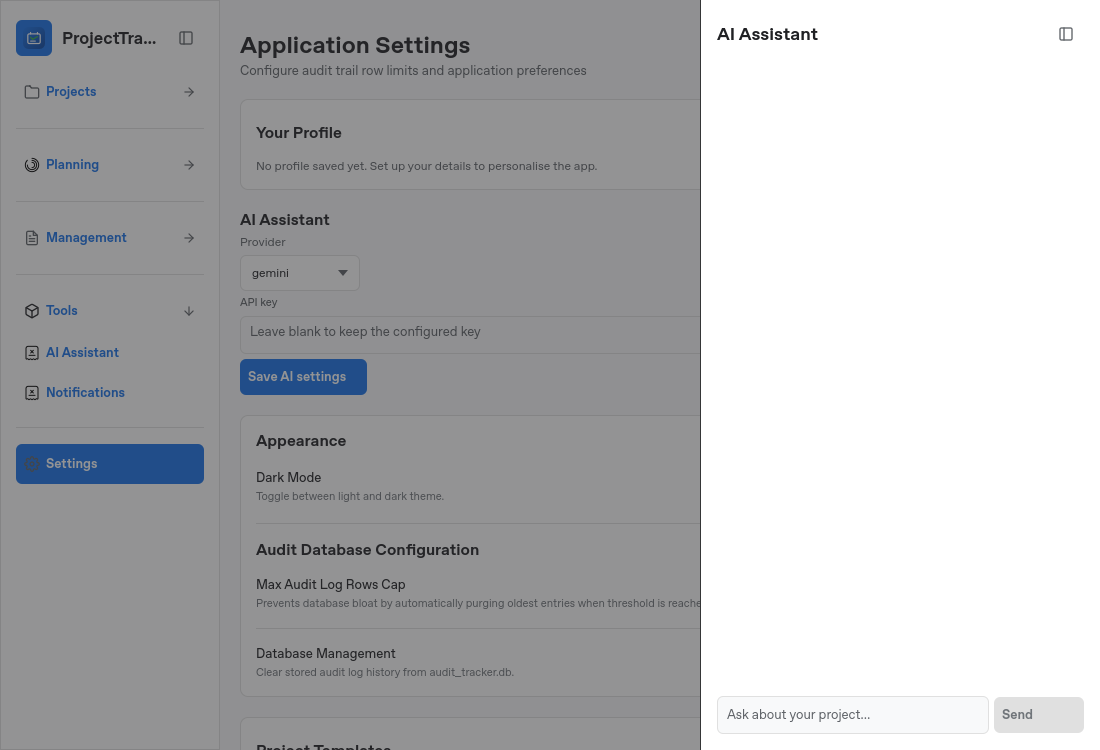 ProjectTra...
Projects
Planning
Management
Tools
AI Assistant
Notifications
Settings
Application Settings
Configure audit trail row limits and application preferences
Your Profile
No profile saved yet. Set up your details to personalise the app.
AI Assistant
Provider
gemini
API key
Leave blank to keep the configured key
Save AI settings
Appearance
Dark Mode
Toggle between light and dark theme.
Audit Database Configuration
Max Audit Log Rows Cap
Prevents database bloat by automatically purging oldest entries when threshold is reache
Database Management
Clear stored audit log history from audit_tracker.db.
Project Templates
AI Assistant
Ask about your project...
Send